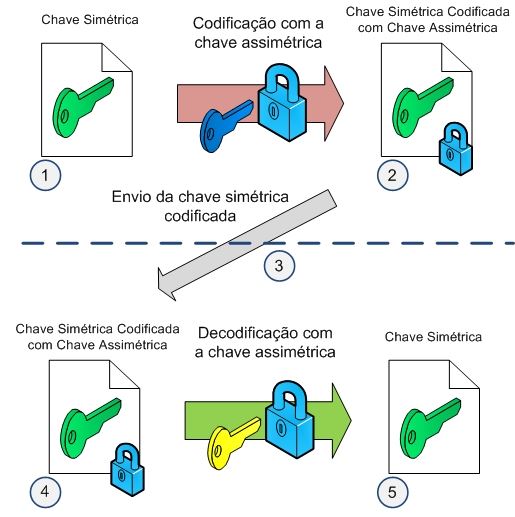 Chave Simétrica
Codificação com a
chave assimétrica
Chave Simétrica Codificada
com Chave Assimétrica
1
2
Envio da chave simétrica
codificada
3
Chave Simétrica Codificada
com Chave Assimétrica
Decodificação com
a chave assimétrica
Chave Simétrica
4
5